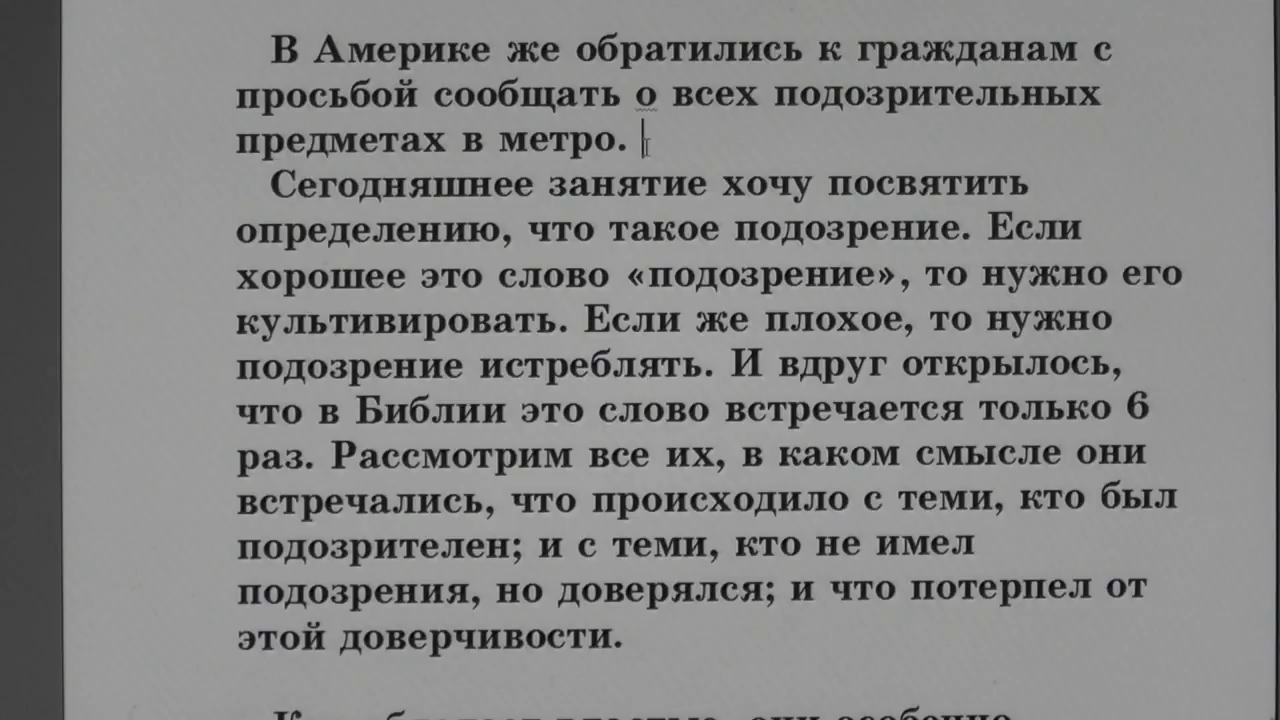 В Америке же обратились к гражданам с
просьбой сообщать о всех подозрительных
предметах в метро.
Сегодняшнее занятие хочу посвятить
определению, что такое подозрение. Если
хорошее это слово «подозрение», то нужно его
культивировать. Если же плохое, то нужно
подозрение истреблять. И вдруг открылось,
что в Библии это слово встречается только 6
раз. Рассмотрим все их, в каком смысле они
встречались, что происходило с теми, кто был
подозрителен; и с теми, кто не имел
подозрения, но доверялся; и что потерпел от
этой доверчивости.